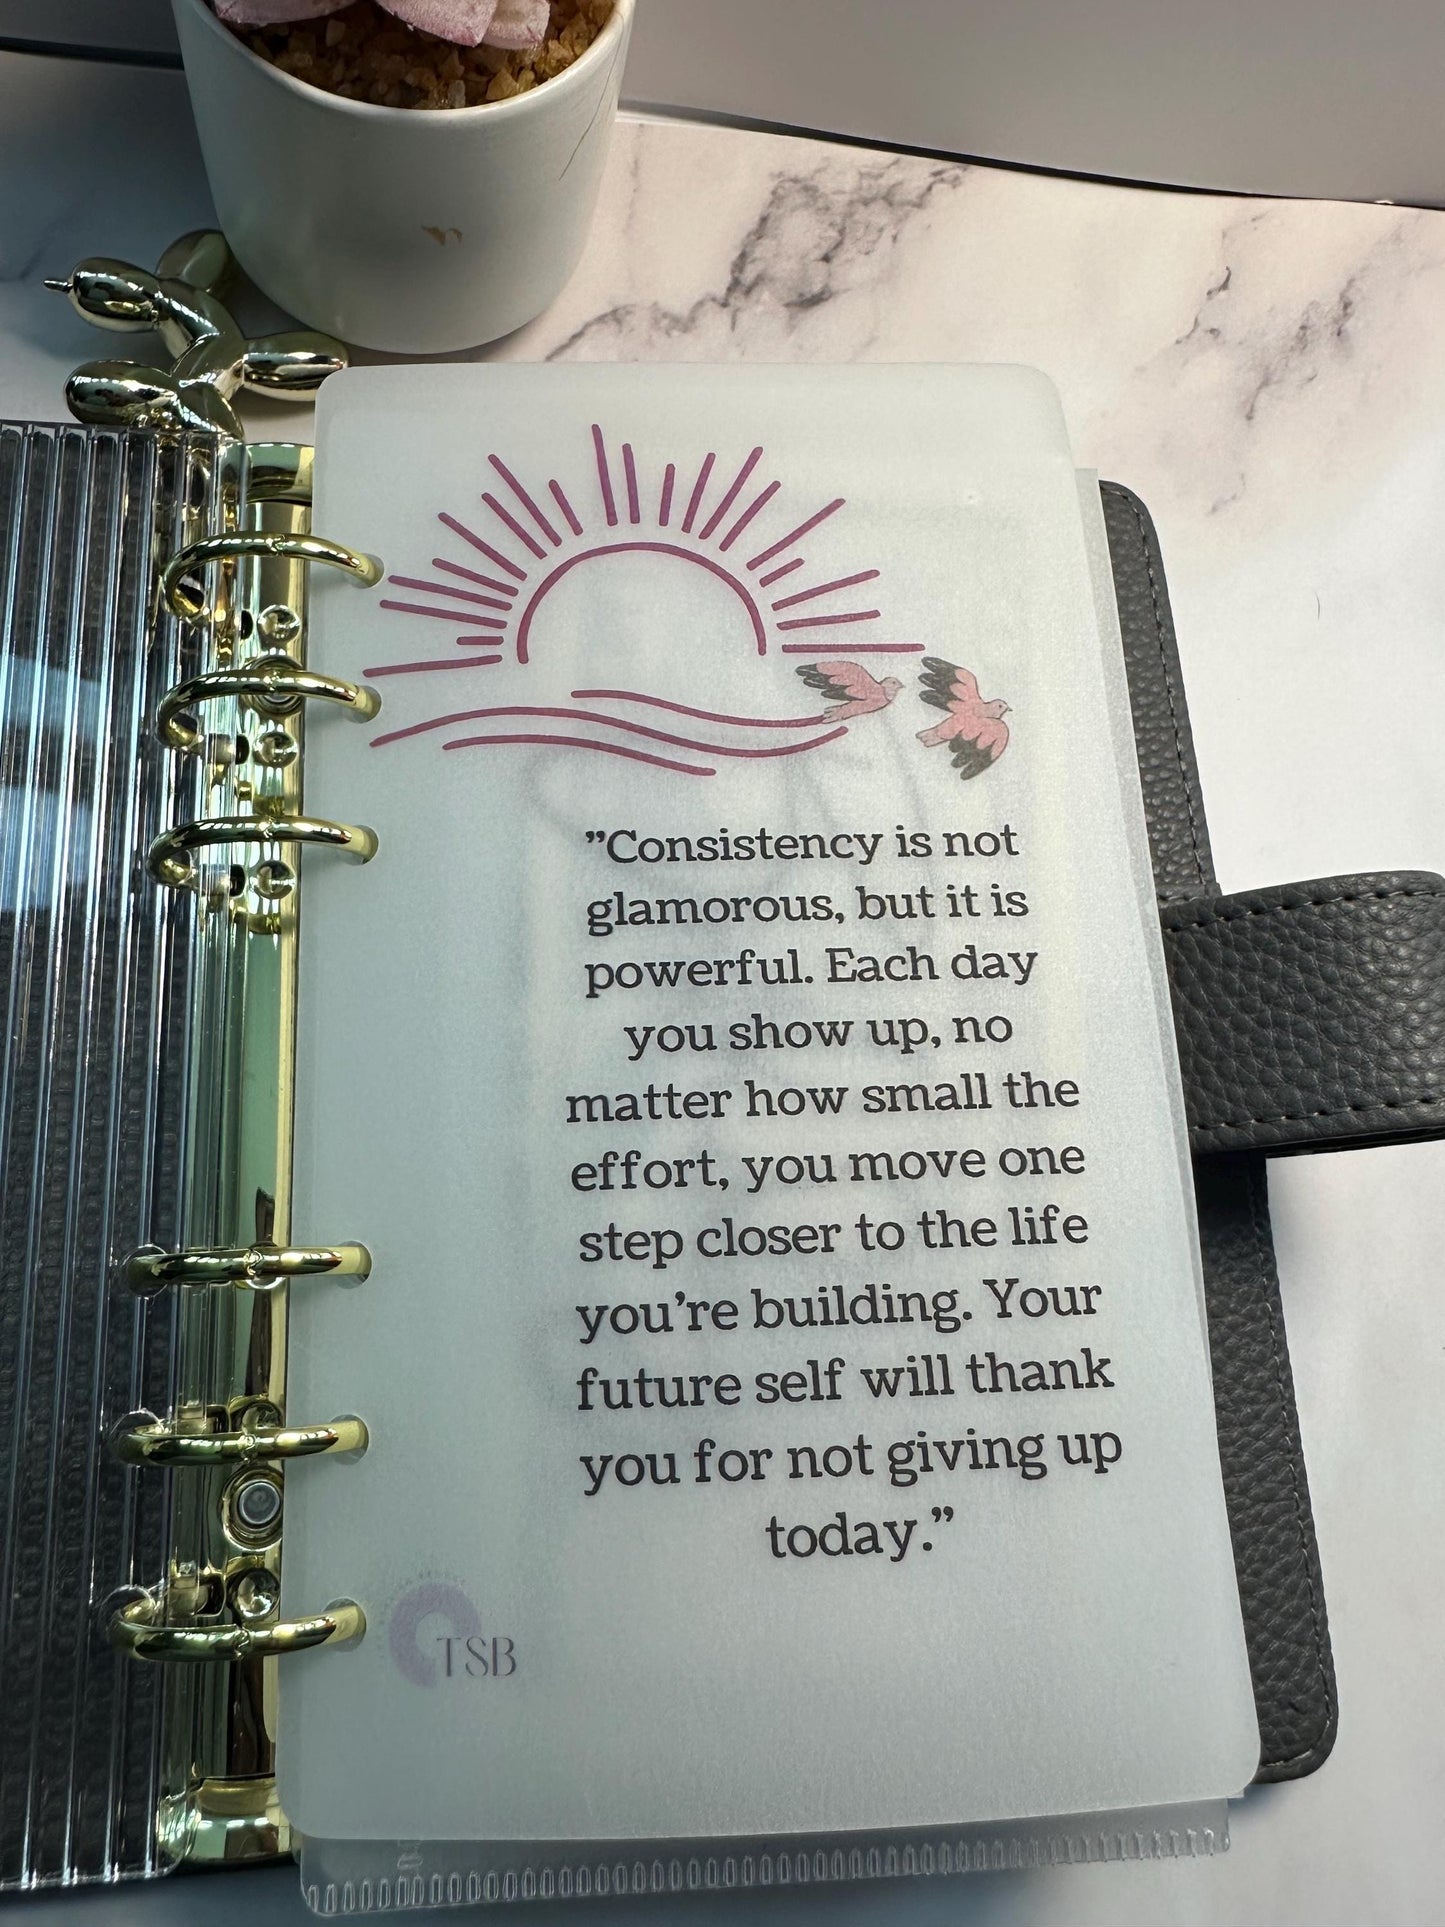 ”Consistency is not
glamorous, but it is
powerful. Each day
you show up, no
matter how small the
effort, you move one
step closer to the life
you’re building. Your
future self will thank
you for not giving up
today.”
TSB